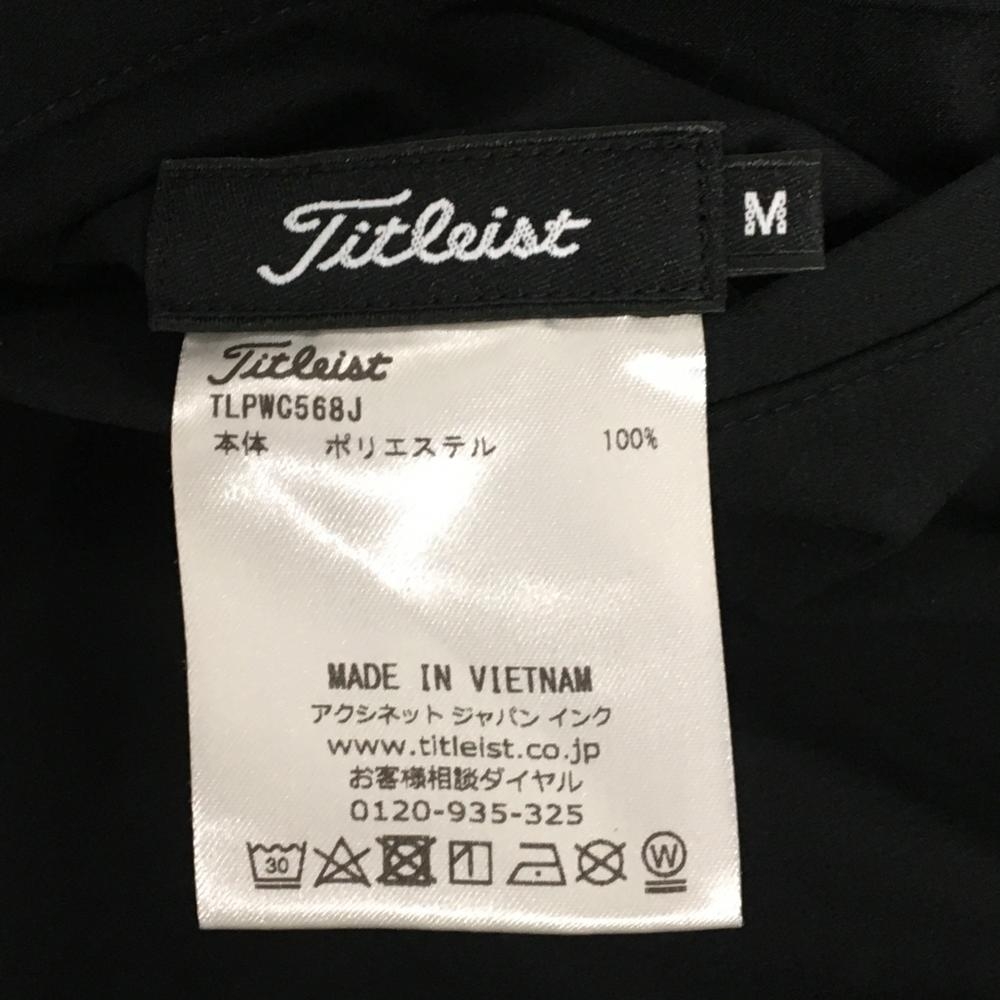 Titleist
M
Titleist
TLPWC568J
本体 ポリエステル 100%
MADE IN VIETNAM
アクシネット ジャパン インク
www.titleist.co.jp
お客様相談ダイヤル
0120-935-325
30 W